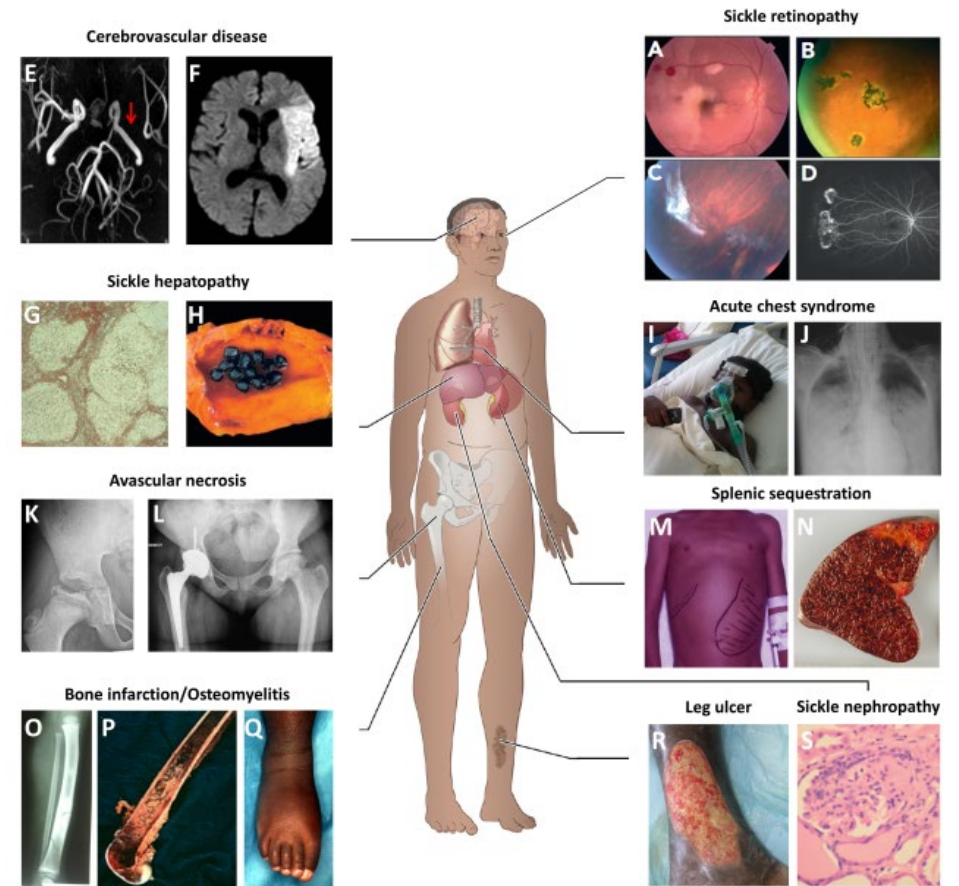 Sickle retinopathy
Cerebrovascular disease
A
B
E
F
C
D
Sickle hepatopathy
G
H
Acute chest syndrome
I
J
Avascular necrosis
K
L
Splenic sequestration
M
N
Bone infarction/Osteomyelitis
O
P
Q
Leg ulcer
Sickle nephropathy
R
S